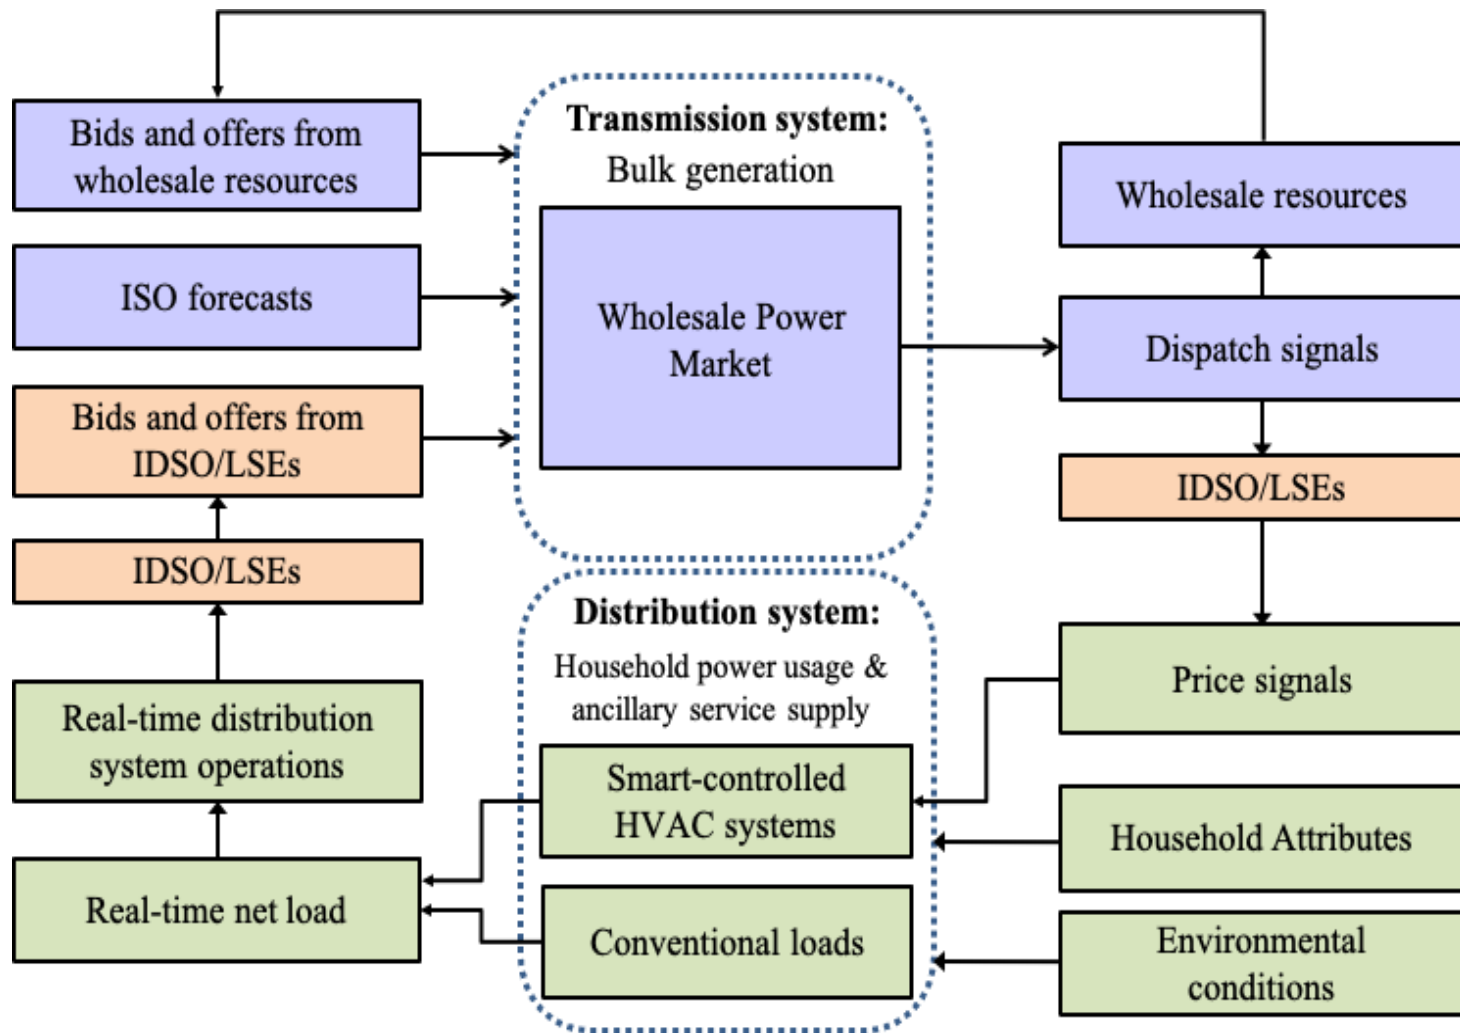 Bids and offers from
wholesale resources
ISO forecasts
Bids and offers from
IDSO/LSEs
IDSO/LSEs
Real-time distribution
system operations
Real-time net load
Transmission system:
Bulk generation
Wholesale Power
Market
Distribution system:
Household power usage &
ancillary service supply
Smart-controlled
HVAC systems
Conventional loads
Wholesale resources
Dispatch signals
IDSO/LSEs
Price signals
Household Attributes
Environmental
conditions